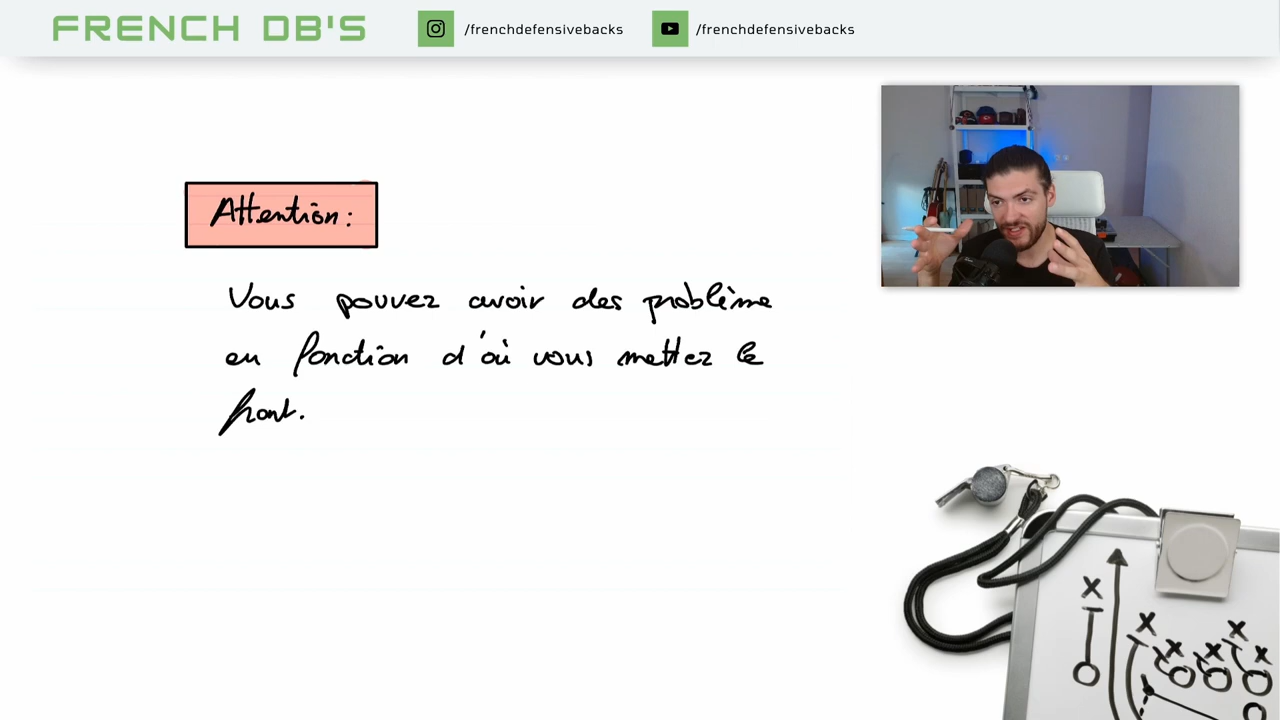 FRENCH DB'S
/frenchdefensivebacks
/frenchdefensivebacks
Attention:
Vous pouvez avoir des problème
en fonction d'où vous mettez le
front.
X
X
X
X
X
X